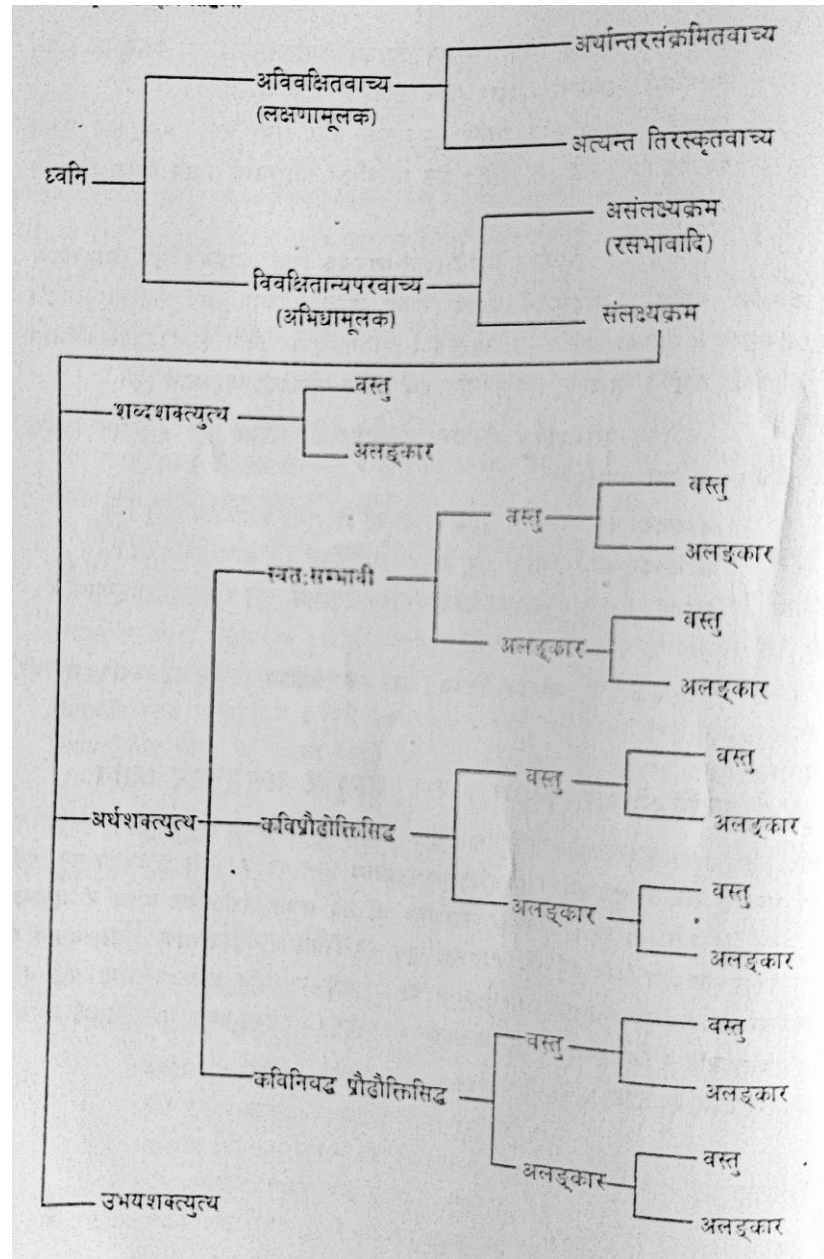 अर्थान्तरसंक्रमितवाच्य
अविवक्षितवाच्य
(लक्षणामूलक)
अत्यन्त तिरस्कृतवाच्य
ध्वनि
असंलक्ष्यक्रम
(रसभावादि)
विवक्षितान्यपरवाच्य
(अभिधामूलक)
संलक्ष्यक्रम
वस्तु
शब्दशक्त्युत्थ
अलङ्कार
वस्तु
वस्तु
अलङ्कार
स्वतःसम्भावी
वस्तु
अलङ्कार
अलङ्कार
वस्तु
वस्तु
अलङ्कार
अर्थशक्त्युत्थ
कविप्रौढोक्तिसिद्ध
वस्तु
अलङ्कार
अलङ्कार
वस्तु
वस्तु
अलङ्कार
कविनिबद्ध प्रौढौक्तिसिद्ध
वस्तु
अलङ्कार
अलङ्कार
उभयशक्त्युत्थ